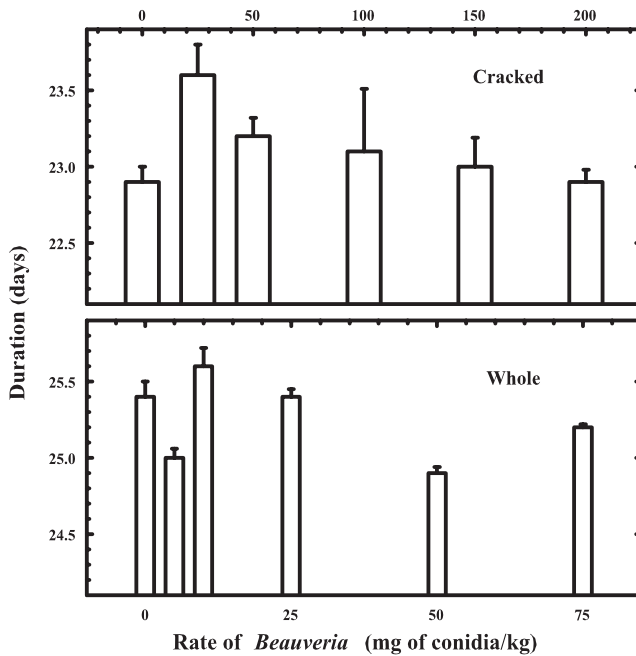 0 50 100 150 200
Cracked
23.5
23.0
22.5
Duration (days)
Whole
25.5
25.0
24.5
0 25 50 75
Rate of Beauveria (mg of conidia/kg)